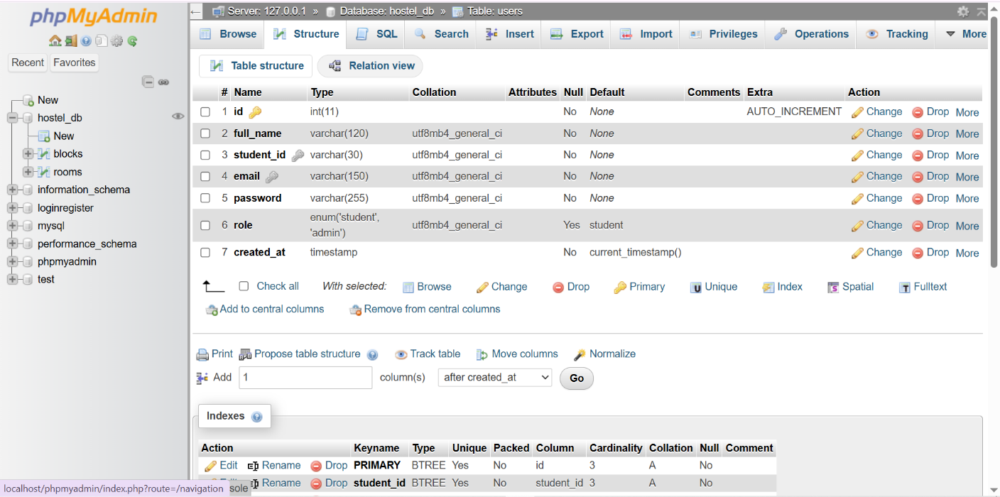 phpMyAdmin
Recent Favorites
New
hostel_db
New
blocks
rooms
information_schema
loginregister
mysql
performance_schema
phpmyadmin
test
Server: 127.0.0.1 » Database: hostel_db » Table: users
Browse Structure SQL Search Insert Export Import Privileges Operations Tracking More
Table structure Relation view
# Name Type Collation Attributes Null Default Comments Extra Action
1 id int(11) No None AUTO_INCREMENT Change Drop More
2 full_name varchar(120) utf8mb4_general_ci No None Change Drop More
3 student_id varchar(30) utf8mb4_general_ci No None Change Drop More
4 email varchar(150) utf8mb4_general_ci No None Change Drop More
5 password varchar(255) utf8mb4_general_ci No None Change Drop More
6 role enum('student', 'admin') utf8mb4_general_ci Yes student Change Drop More
7 created_at timestamp No current_timestamp() Change Drop More
Check all With selected: Browse Change Drop Primary Unique Index Spatial Fulltext
Add to central columns Remove from central columns
Print Propose table structure Track table Move columns Normalize
Add 1 column(s) after created_at Go
Indexes
Action Keyname Type Unique Packed Column Cardinality Collation Null Comment
Edit Rename Drop PRIMARY BTREE Yes No id 3 A No
Rename Drop student_id BTREE Yes No student_id 3 A No
localhost/phpmyadmin/index.php?route=/navigation sole